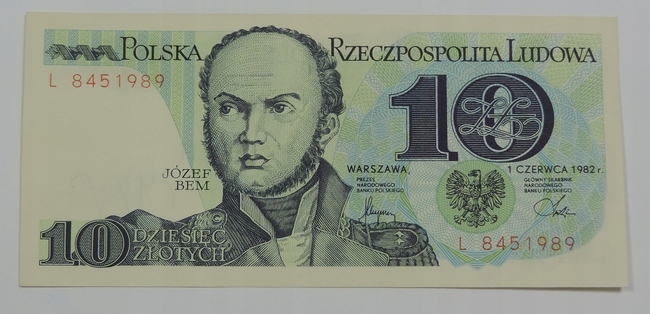 POLSKA RZECZPOSPOLITA LUDOWA
L 8451989
10
JÓZEF
BEM
WARSZAWA, 1 CZERWCA 1982 r.
PREZES
NARODOWEGO
BANKU POLSKIEGO
GŁÓWNY SKARBNIK
NARODOWEGO
BANKU POLSKIEGO
L 8451989
10 DZIESIĘĆ
ZŁOTYCH